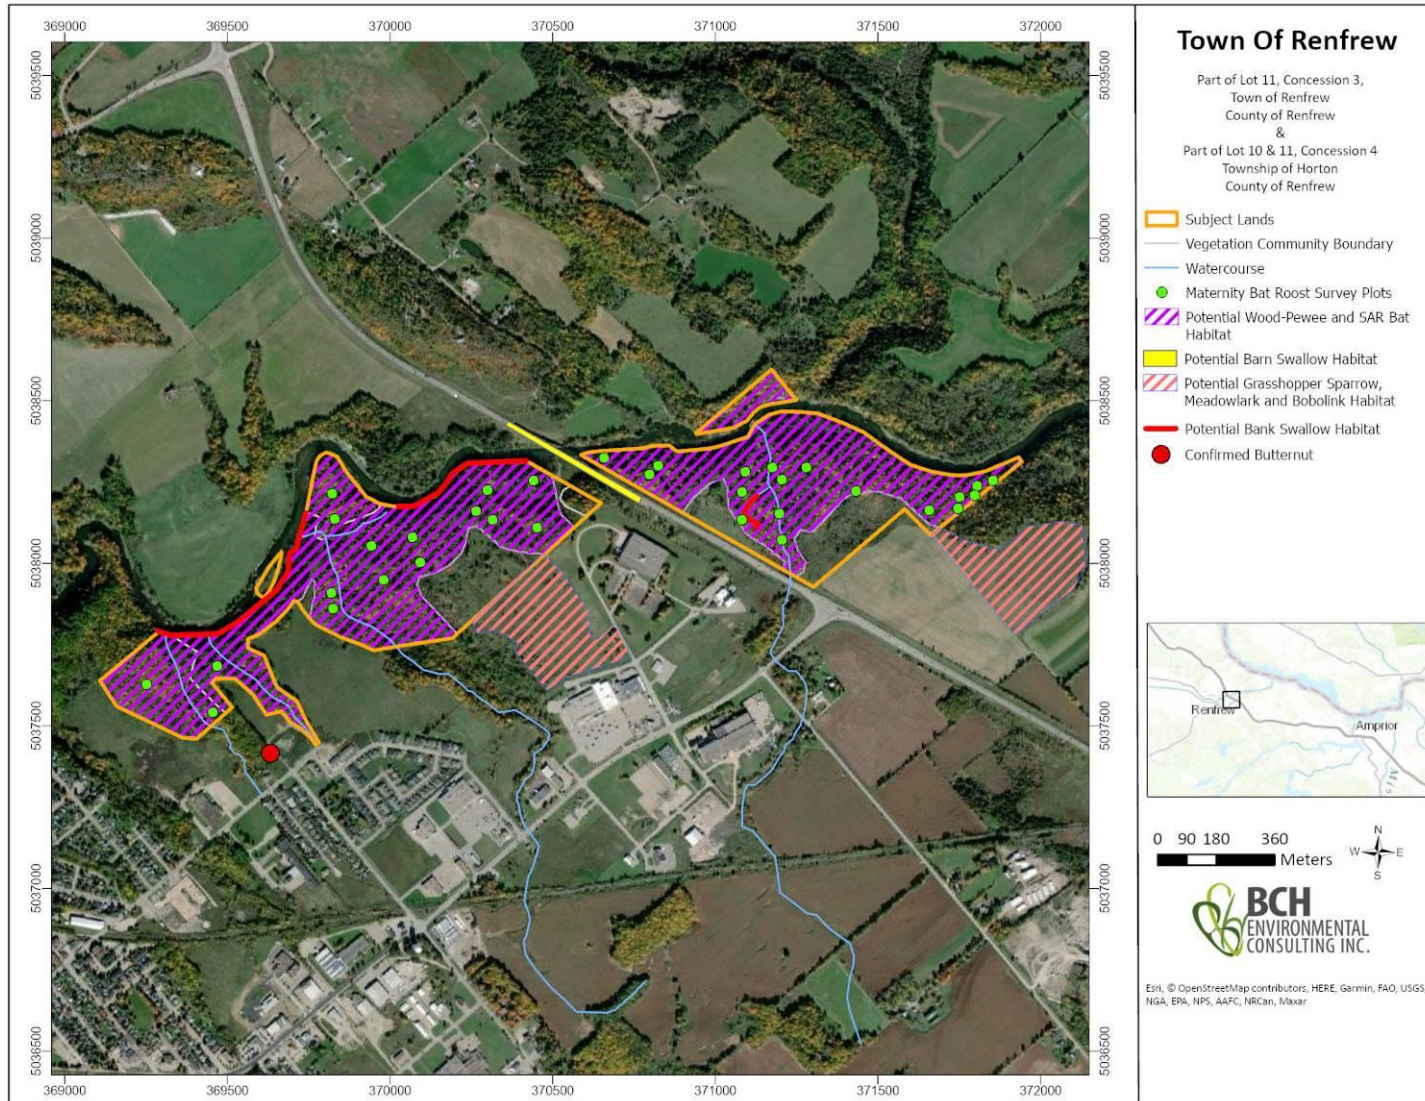 369000 369500 370000 370500 371000 371500 372000
5039500
5039000
5038500
5038000
5037500
5037000
5036500
5039500
5039000
5038500
5038000
5037500
5037000
5036500
369000 369500 370000 370500 371000 371500 372000
Town Of Renfrew
Part of Lot 11, Concession 3,
Town of Renfrew
County of Renfrew
&
Part of Lot 10 & 11, Concession 4
Township of Horton
County of Renfrew
Subject Lands
Vegetation Community Boundary
Watercourse
Maternity Bat Roost Survey Plots
Potential Wood-Pewee and SAR Bat
Habitat
Potential Barn Swallow Habitat
Potential Grasshopper Sparrow,
Meadowlark and Bobolink Habitat
Potential Bank Swallow Habitat
Confirmed Butternut
Renfrew
Arnprior
Mis
0 90 180 360
Meters
N
W E
S
BCH
ENVIRONMENTAL
CONSULTING INC.
Esri, © OpenStreetMap contributors, HERE, Garmin, FAO, USGS,
NGA, EPA, NPS, AAFC, NRCan, Maxar